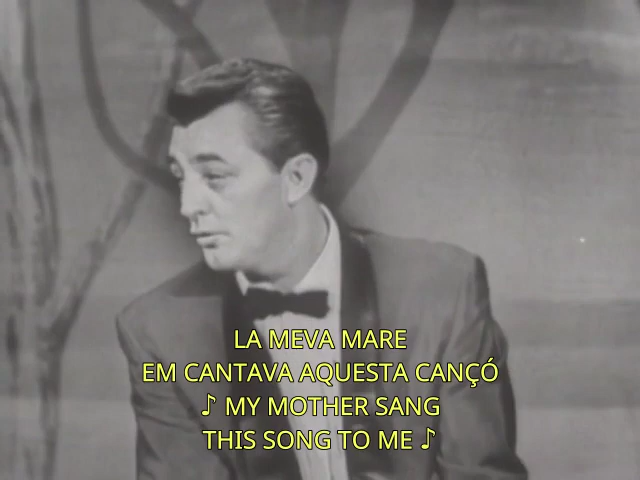 LA MEVA MARE
EM CANTAVA AQUESTA CANÇÓ
♪ MY MOTHER SANG
THIS SONG TO ME ♪